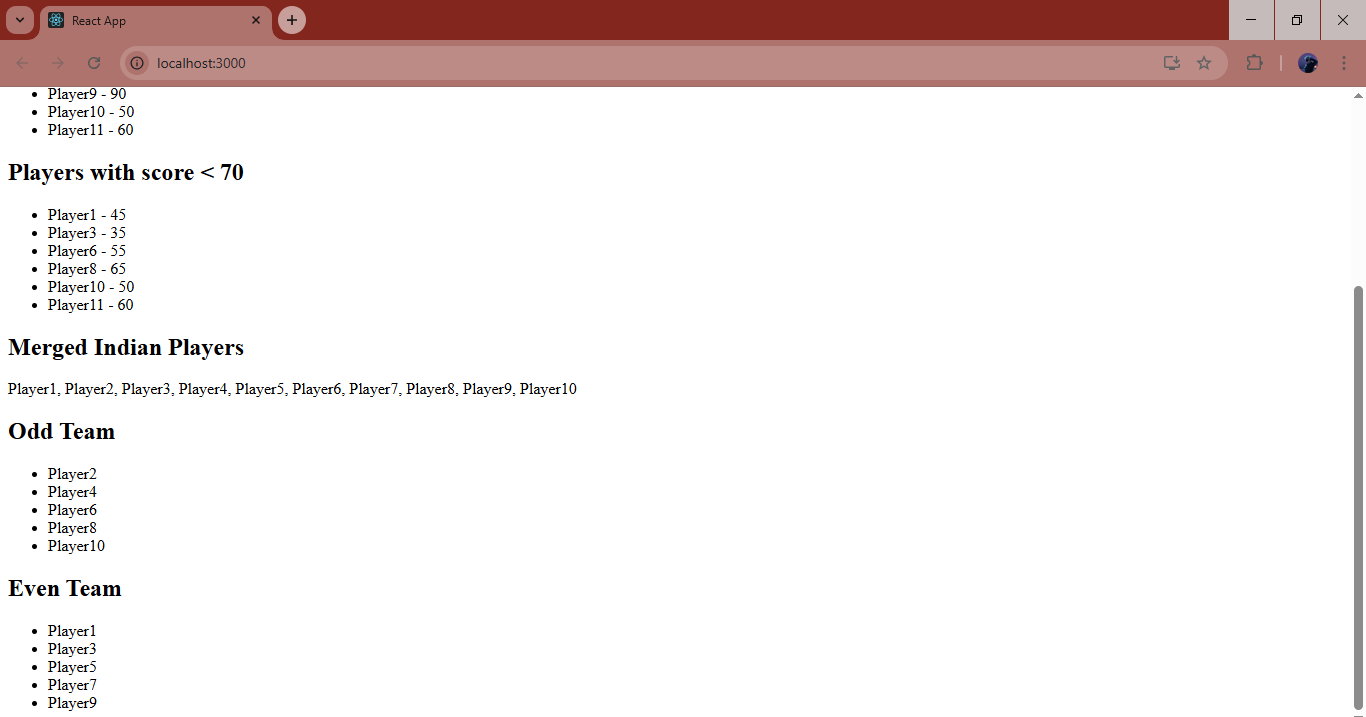 React App
localhost:3000
Player9 - 90
Player10 - 50
Player11 - 60
Players with score < 70
Player1 - 45
Player3 - 35
Player6 - 55
Player8 - 65
Player10 - 50
Player11 - 60
Merged Indian Players
Player1, Player2, Player3, Player4, Player5, Player6, Player7, Player8, Player9, Player10
Odd Team
Player2
Player4
Player6
Player8
Player10
Even Team
Player1
Player3
Player5
Player7
Player9